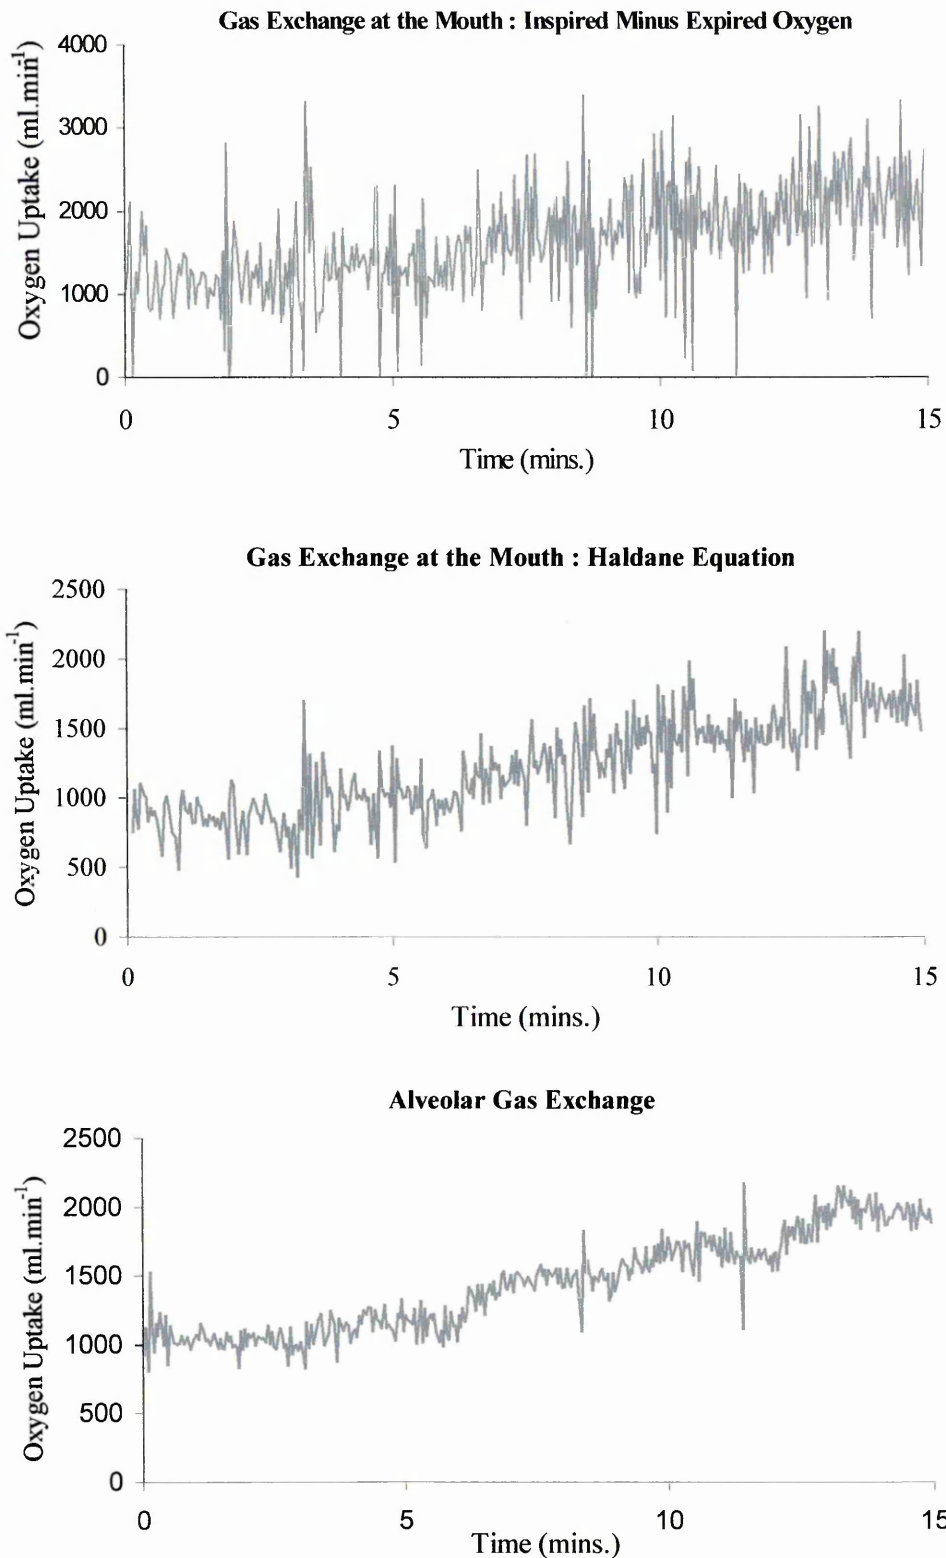 Gas Exchange at the Mouth : Inspired Minus Expired Oxygen
Oxygen Uptake (ml.min⁻¹)
4000
3000
2000
1000
0
0 5 10 15
Time (mins.)
Gas Exchange at the Mouth : Haldane Equation
Oxygen Uptake (ml.min⁻¹)
2500
2000
1500
1000
500
0
0 5 10 15
Time (mins.)
Alveolar Gas Exchange
Oxygen Uptake (ml.min⁻¹)
2500
2000
1500
1000
500
0
0 5 10 15
Time (mins.)